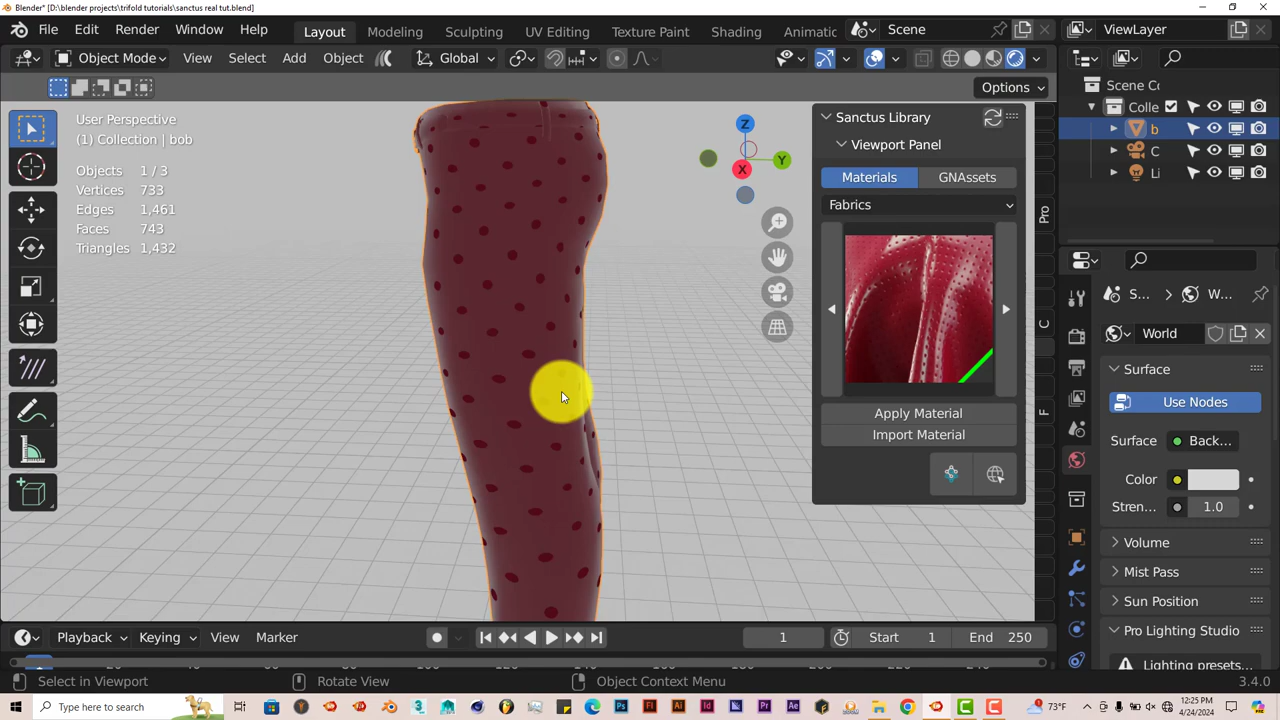 Blender* [D:\blender projects\trifold tutorials\sanctus real tut.blend]
File Edit Render Window Help Layout Modeling Sculpting UV Editing Texture Paint Shading Scene ViewLayer
Object Mode View Select Add Object Global
Options
User Perspective
(1) Collection | bob
Objects 1 / 3
Vertices 733
Edges 1,461
Faces 743
Triangles 1,432
Z
Y
X
Sanctus Library
Viewport Panel
Materials GNAssets
Fabrics
Apply Material
Import Material
Pro
C
F
Scene Co
Colle
b
C
Li
S... W...
World
Surface
Use Nodes
Surface Back...
Color
Stren... 1.0
Volume
Mist Pass
Sun Position
Pro Lighting Studio
Lighting presets...
Playback Keying View Marker 1 Start 1 End 250
Select in Viewport Rotate View Object Context Menu 3.4.0
Type here to search
73°F
12:25 PM
4/24/2024